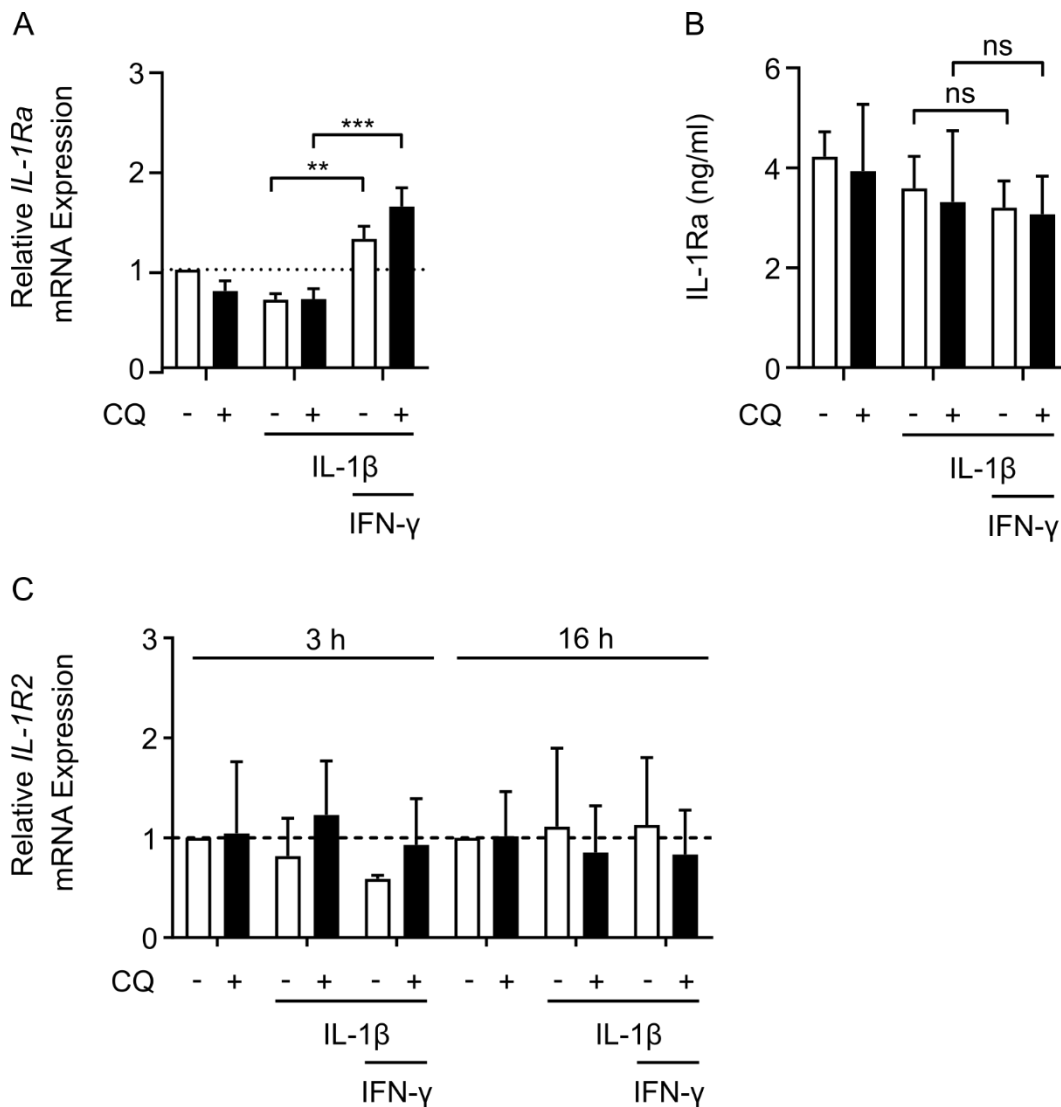 A
Relative IL-1Ra
mRNA Expression
3
2
1
0
**
***
CQ - + - + - +
IL-1β
IFN-γ
B
IL-1Ra (ng/ml)
6
4
2
0
ns
ns
- + - + - +
IL-1β
IFN-γ
C
Relative IL-1R2
mRNA Expression
3
2
1
0
3 h 16 h
CQ - + - + - + - + - + - +
IL-1β IL-1β
IFN-γ IFN-γ